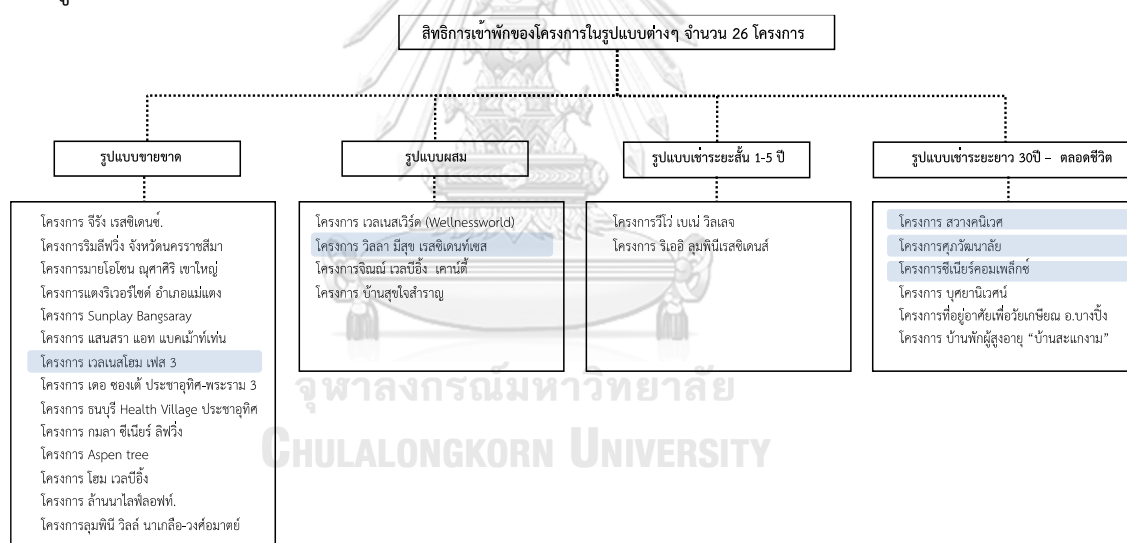 สิทธิการเข้าพักของโครงการในรูปแบบต่างๆ จำนวน 26 โครงการ
รูปแบบขายขาด
โครงการ จีรัง เรสซิเดนซ์.
โครงการริมลีฟวิ่ง จังหวัดนครราชสีมา
โครงการมายโอโซน ณุศาศิริ เขาใหญ่
โครงการแตงริเวอร์ไซด์ อำเภอแม่แตง
โครงการ Sunplay Bangsaray
โครงการ แสนสรา แอท แบคเม้าท์เท่น
โครงการ เวลเนสโฮม เฟส 3
โครงการ เดอ ซองเต้ ประชาอุทิศ-พระราม 3
โครงการ ธนบุรี Health Village ประชาอุทิศ
โครงการ กมลา ซีเนียร์ ลิฟวิ่ง
โครงการ Aspen tree
โครงการ โฮม เวลบีอิ้ง
โครงการ ล้านนาไลฟ์ลอฟท์.
โครงการลุมพินี วิลล์ นาเกลือ-วงศ์อมาตย์
รูปแบบผสม
โครงการ เวลเนสเวิร์ด (Wellnessworld)
โครงการ วิลลา มีสุข เรสซิเดนท์เซส
โครงการจิณณ์ เวลบีอิ้ง เคาน์ตี้
โครงการ บ้านสุขใจสำราญ
รูปแบบเช่าระยะสั้น 1-5 ปี
โครงการวีโว่ เบเน่ วิลเลจ
โครงการ ริเออิ ลุมพินีเรสซิเดนส์
รูปแบบเช่าระยะยาว 30ปี – ตลอดชีวิต
โครงการ สวางคนิเวศ
โครงการศุภวัฒนาลัย
โครงการซีเนียร์คอมเพล็กซ์
โครงการ บุศยานิเวศน์
โครงการที่อยู่อาศัยเพื่อวัยเกษียณ อ.บางปิ้ง
โครงการ บ้านพักผู้สูงอายุ “บ้านสะแกงาม”
จุฬาลงกรณ์มหาวิทยาลัย
CHULALONGKORN UNIVERSITY